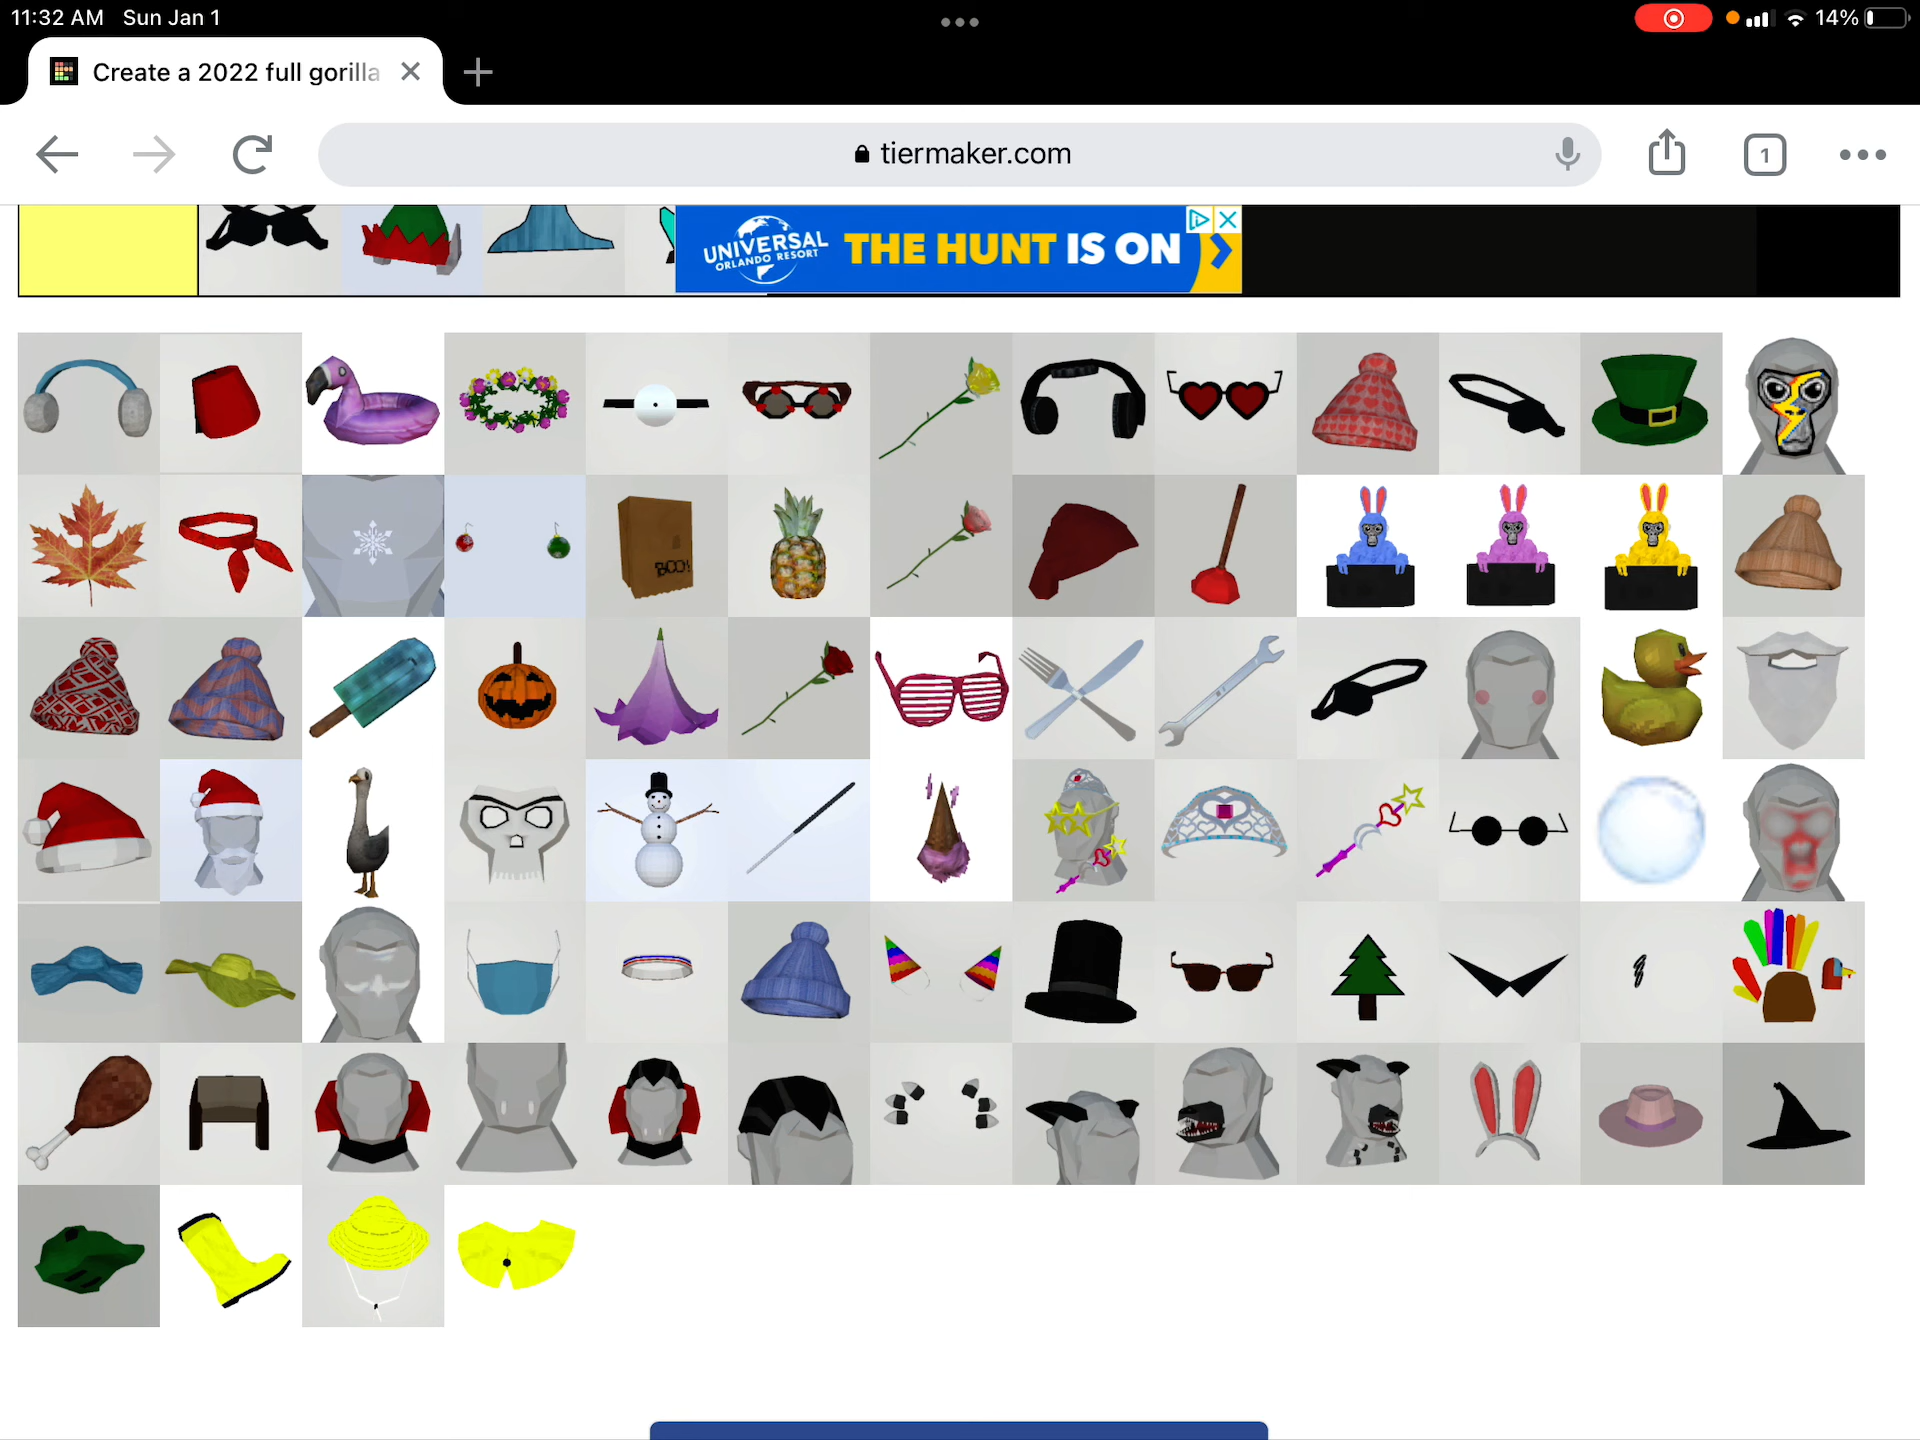 11:32 AM Sun Jan 1
14%
Create a 2022 full gorilla
tiermaker.com
1
UNIVERSAL
ORLANDO RESORT
THE HUNT IS ON
BOO!